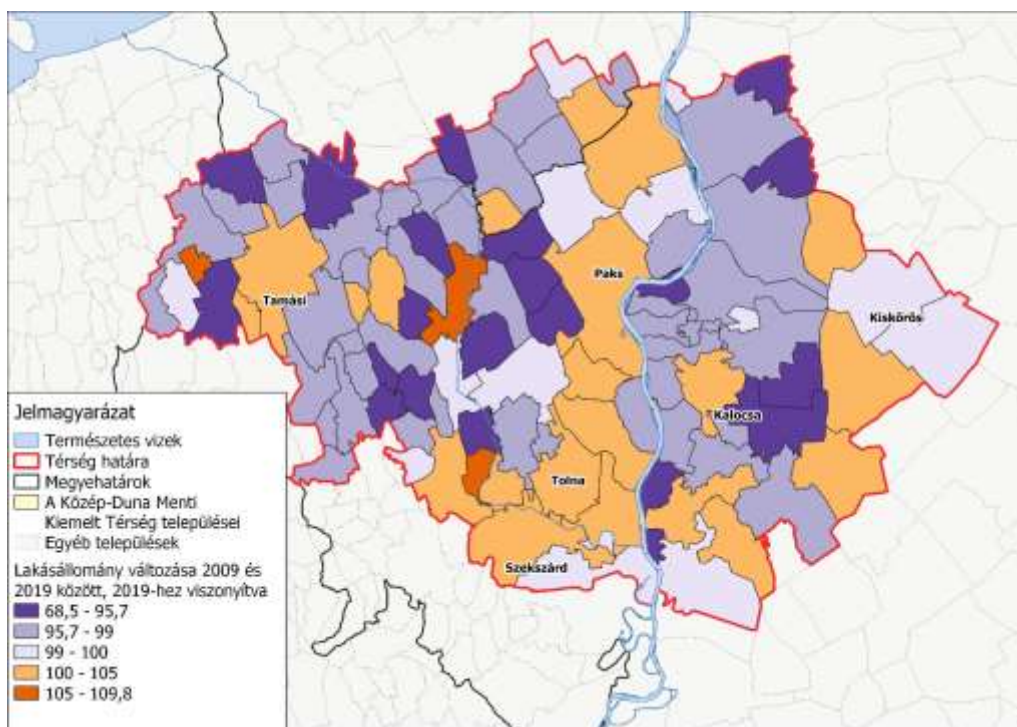 Paks
Tamási
Kiskőrös
Kalocsa
Tolna
Szekszárd
Jelmagyarázat
Természetes vizek
Térség határa
Megyehatárok
A Közép-Duna Menti
Kiemelt Térség települései
Egyéb települések
Lakásállomány változása 2009 és
2019 között, 2019-hez viszonyítva
68,5 - 95,7
95,7 - 99
99 - 100
100 - 105
105 - 109,8